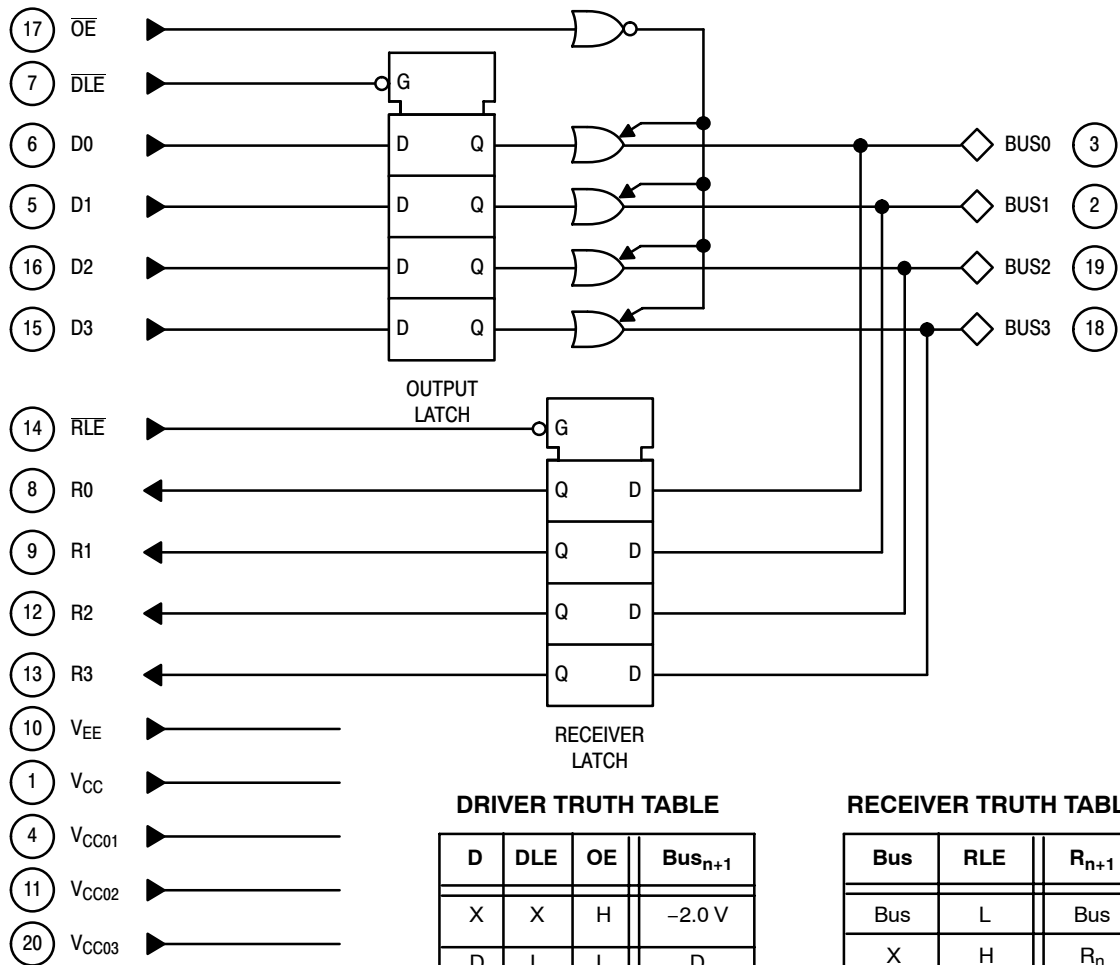 17 OE
7 DLE
G
6 D0 D Q BUS0 3
5 D1 D Q BUS1 2
16 D2 D Q BUS2 19
15 D3 D Q BUS3 18
OUTPUT
LATCH
14 RLE G
8 R0 Q D
9 R1 Q D
12 R2 Q D
13 R3 Q D
RECEIVER
LATCH
10 VEE
1 VCC
4 VCC01
11 VCC02
20 VCC03
DRIVER TRUTH TABLE
D DLE OE Busn+1
X X H −2.0 V
D L L D
RECEIVER TRUTH TABL
Bus RLE Rn+1
Bus L Bus
X H Rn